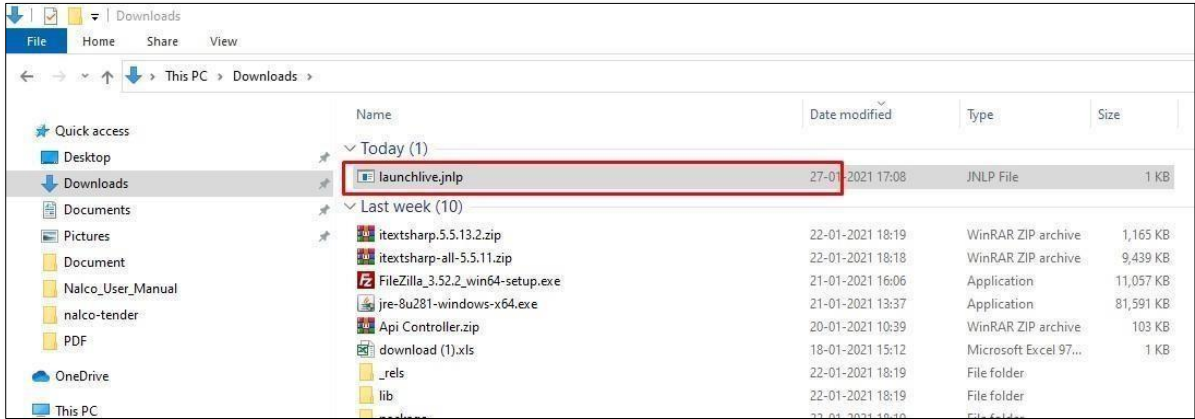 Downloads
File Home Share View
This PC > Downloads >
Name Date modified Type Size
Quick access
Desktop
Downloads
Documents
Pictures
Document
Nalco_User_Manual
nalco-tender
PDF
OneDrive
This PC
Today (1)
launchlive.jnlp 27-01-2021 17:08 JNLP File 1 KB
Last week (10)
itextsharp.5.5.13.2.zip 22-01-2021 18:19 WinRAR ZIP archive 1,165 KB
itextsharp-all-5.5.11.zip 22-01-2021 18:18 WinRAR ZIP archive 9,439 KB
FileZilla_3.52.2_win64-setup.exe 21-01-2021 16:06 Application 11,057 KB
jre-8u281-windows-x64.exe 21-01-2021 13:37 Application 81,591 KB
Api Controller.zip 20-01-2021 10:39 WinRAR ZIP archive 103 KB
download (1).xls 18-01-2021 15:12 Microsoft Excel 97... 1 KB
_rels 22-01-2021 18:19 File folder
lib 22-01-2021 18:19 File folder